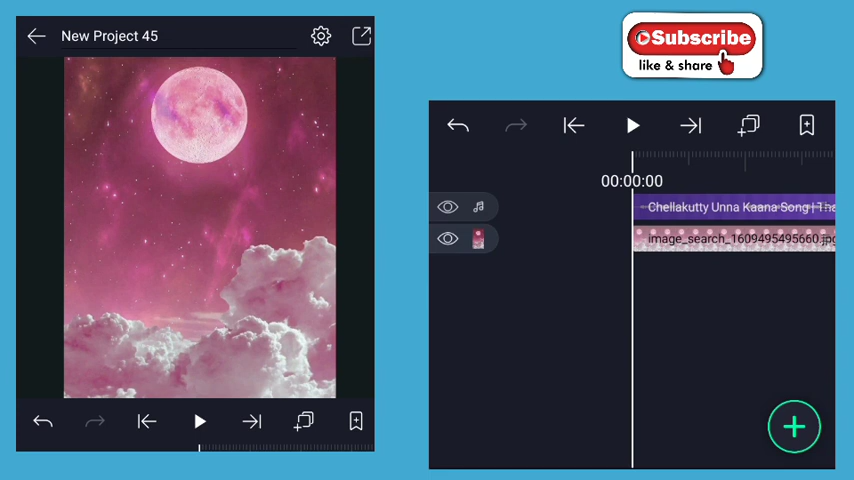 New Project 45
Subscribe
like & share
00:00:00
Chellakutty Unna Kaana Song | Tha
image_search_1609495495660.jpg